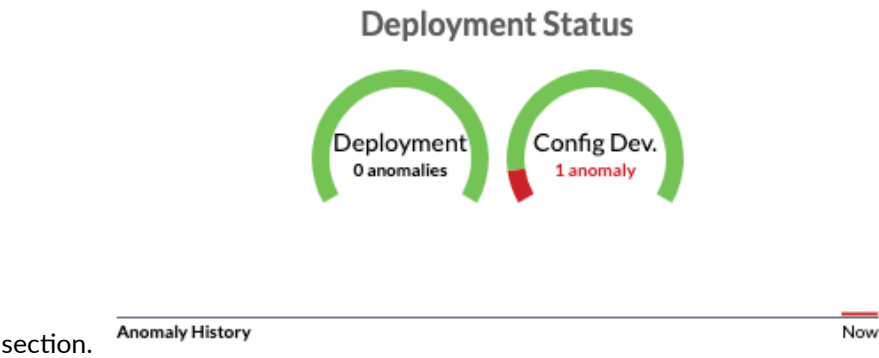 Deployment Status
Deployment
0 anomalies
Config Dev.
1 anomaly
section.
Anomaly History
Now